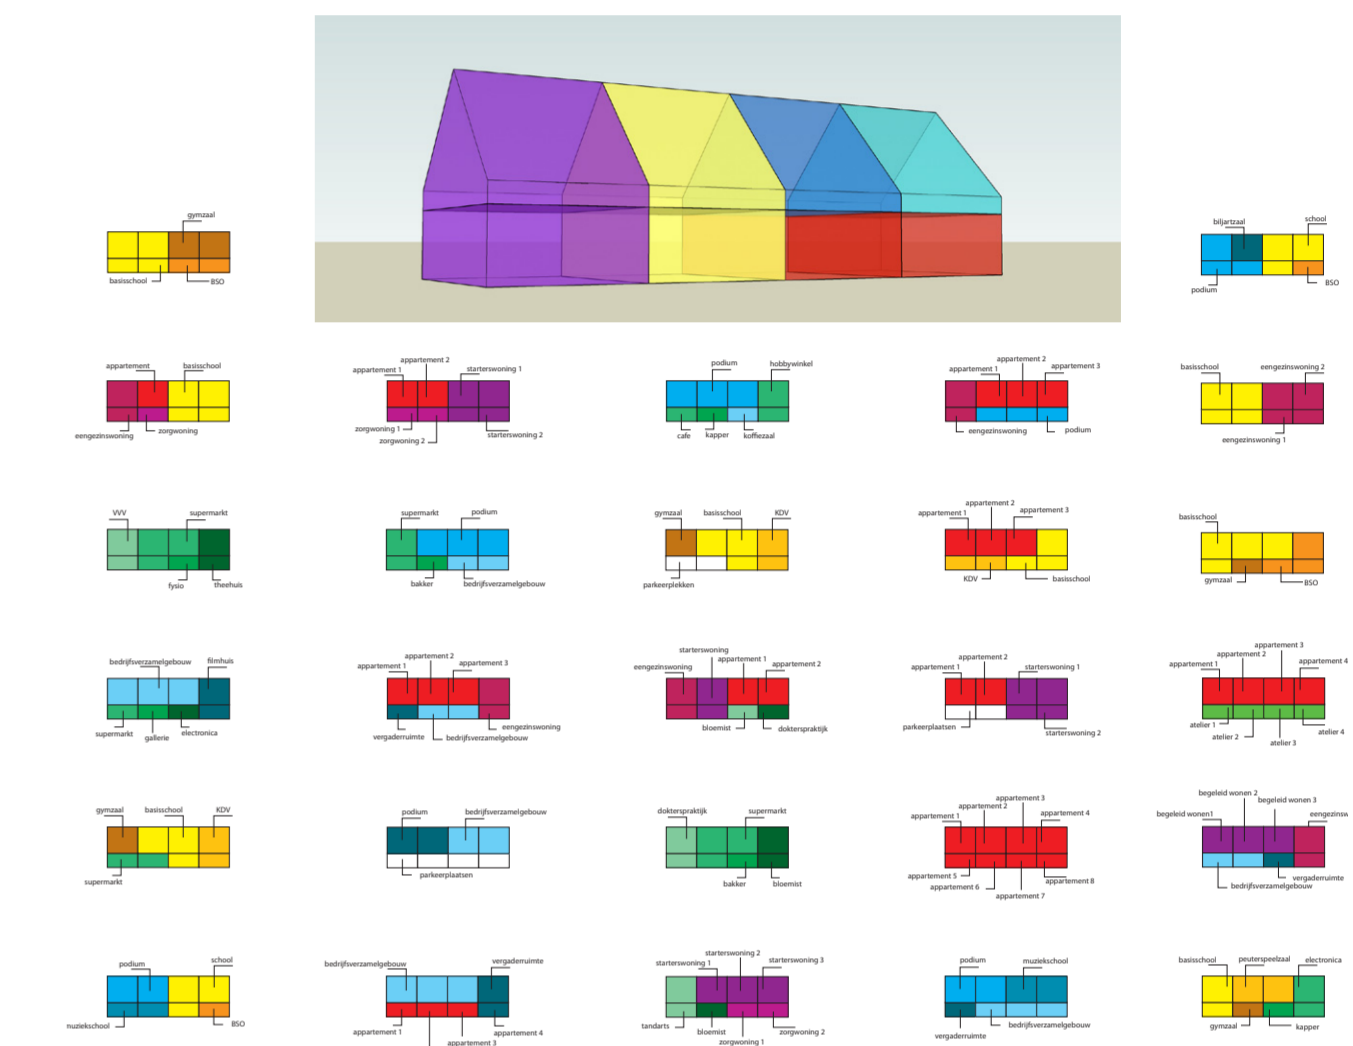 gymzaal
basisschool
BSO
biljartzaal
school
podium
BSO
appartement
basisschool
eengezinswoning
zorgwoning
appartement 2
appartement 1
starterswoning 1
zorgwoning 1
zorgwoning 2
starterswoning 2
podium
hobbywinkel
cafe
kapper
koffiezaal
appartement 2
appartement 1
appartement 3
eengezinswoning
podium
basisschool
eengezinswoning 2
eengezinswoning 1
VVV
supermarkt
fysio
theehuis
supermarkt
podium
bakker
bedrijfsverzamelgebouw
gymzaal
basisschool
KDV
parkeerplekken
appartement 2
appartement 1
appartement 3
KDV
basisschool
basisschool
gymzaal
BSO
bedrijfsverzamelgebouw
filmhuis
supermarkt
gallerie
electronica
appartement 2
appartement 1
appartement 3
vergaderruimte
bedrijfsverzamelgebouw
eengezinswoning
starterswoning
eengezinswoning
appartement 1
appartement 2
bloemist
dokterspraktijk
appartement 2
appartement 1
starterswoning 1
parkeerplaatsen
starterswoning 2
appartement 3
appartement 2
appartement 1
appartement 4
atelier 1
atelier 2
atelier 3
atelier 4
gymzaal
basisschool
KDV
supermarkt
podium
bedrijfsverzamelgebouw
parkeerplaatsen
dokterspraktijk
supermarkt
bakker
bloemist
appartement 3
appartement 2
appartement 1
appartement 4
appartement 5
appartement 6
appartement 7
appartement 8
begeleid wonen 2
begeleid wonen 3
begeleid wonen1
eengezinsw
vergaderruimte
bedrijfsverzamelgebouw
podium
school
muziekschool
BSO
bedrijfsverzamelgebouw
vergaderruimte
appartement 1
appartement 3
appartement 4
starterswoning 2
starterswoning 1
starterswoning 3
tandarts
bloemist
zorgwoning 1
zorgwoning 2
podium
muziekschool
vergaderruimte
bedrijfsverzamelgebouw
basisschool
peuterspeelzaal
electronica
gymzaal
kapper